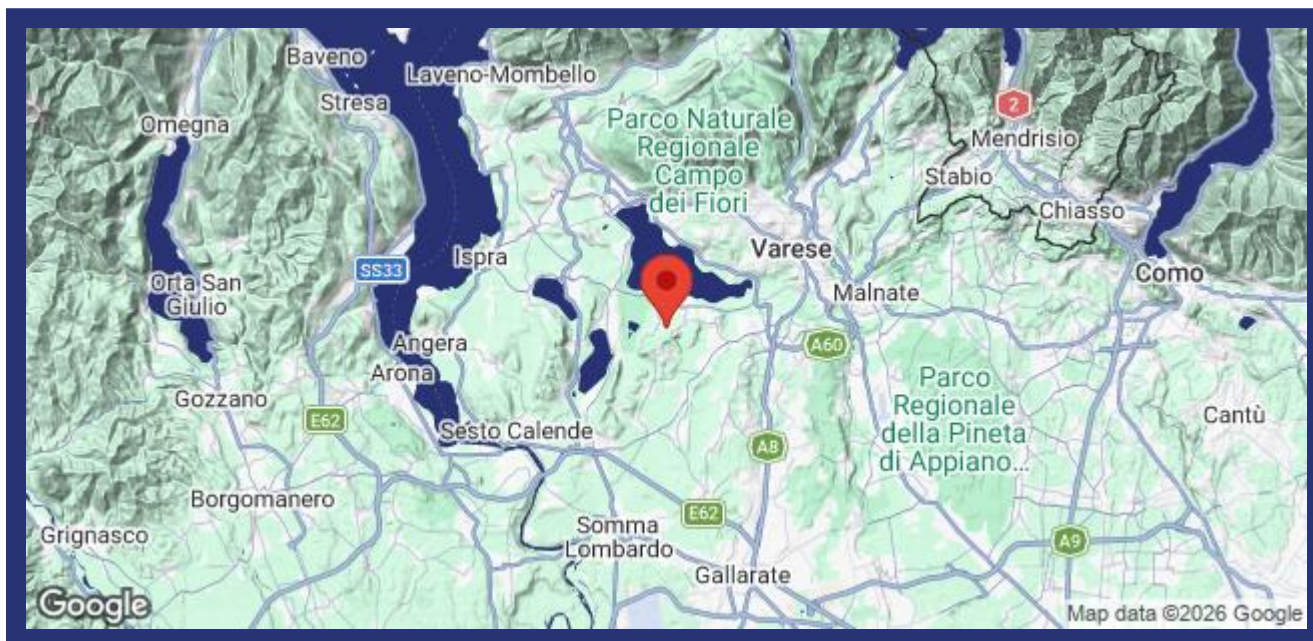 Baveno
Laveno-Mombello
Stresa
Omegna
2
Parco Naturale
Regionale
Campo
dei Fiori
Mendrisio
Stabio
Chiasso
Varese
Ispra
SS33
Como
Orta San
Giulio
Malnate
Angera
Arona
A60
Gozzano
Parco
Regionale
della Pineta
di Appiano...
Cantù
E62
Sesto Calende
A8
Borgomanero
E62
Grignasco
Somma
Lombardo
A9
Gallarate
Google
Map data ©2026 Google